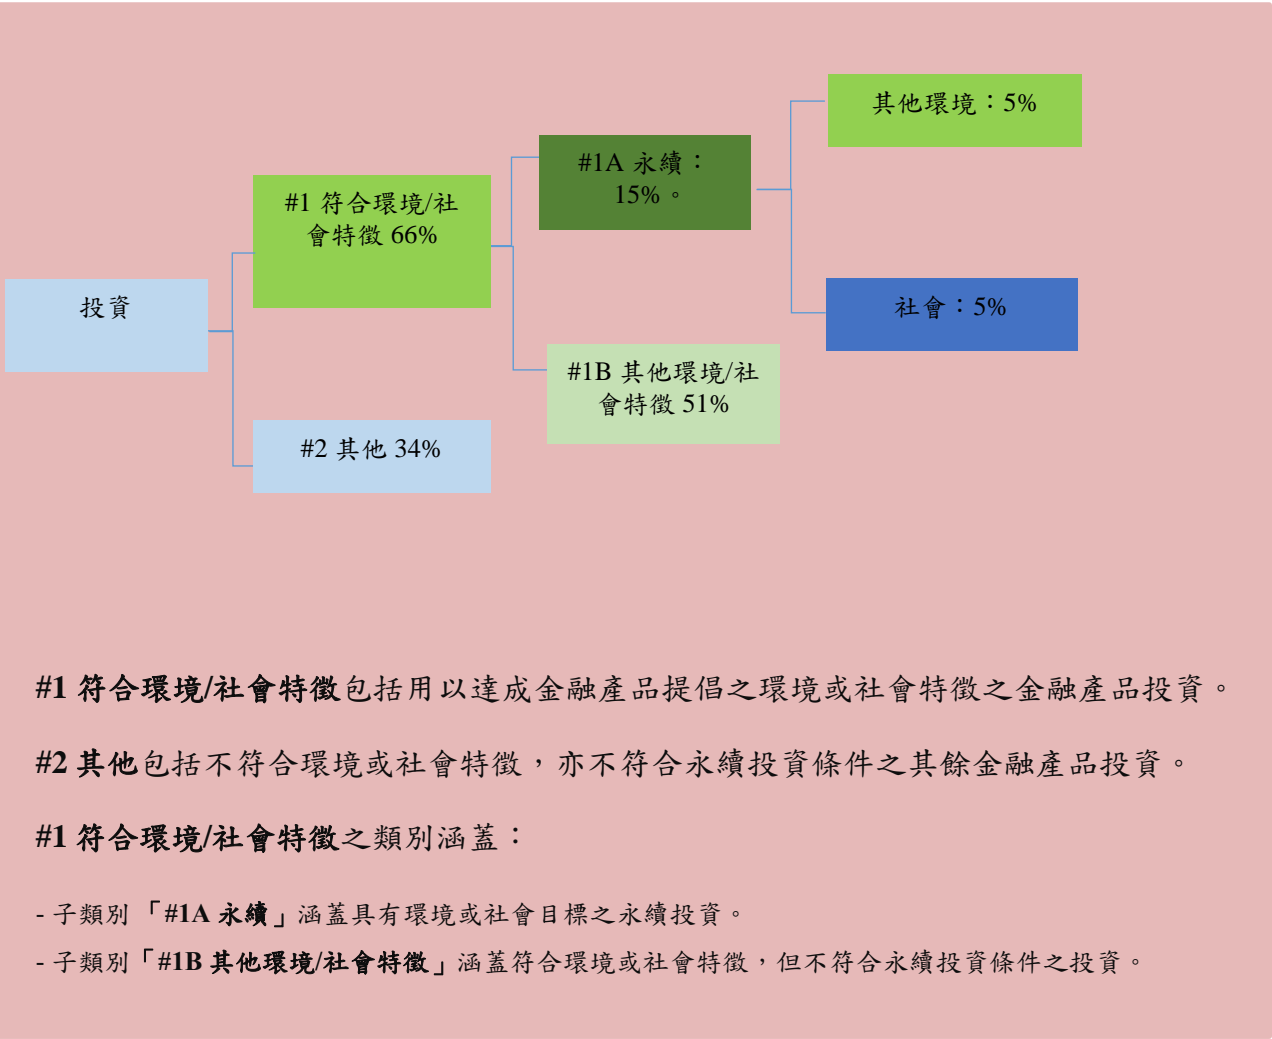 其他環境：5%
#1A 永續：
15%。
#1 符合環境/社
會特徵 66%
投資
社會：5%
#1B 其他環境/社
會特徵 51%
#2 其他 34%
#1 符合環境/社會特徵包括用以達成金融產品提倡之環境或社會特徵之金融產品投資。
#2 其他包括不符合環境或社會特徵，亦不符合永續投資條件之其餘金融產品投資。
#1 符合環境/社會特徵之類別涵蓋：
- 子類別「#1A 永續」涵蓋具有環境或社會目標之永續投資。
- 子類別「#1B 其他環境/社會特徵」涵蓋符合環境或社會特徵，但不符合永續投資條件之投資。